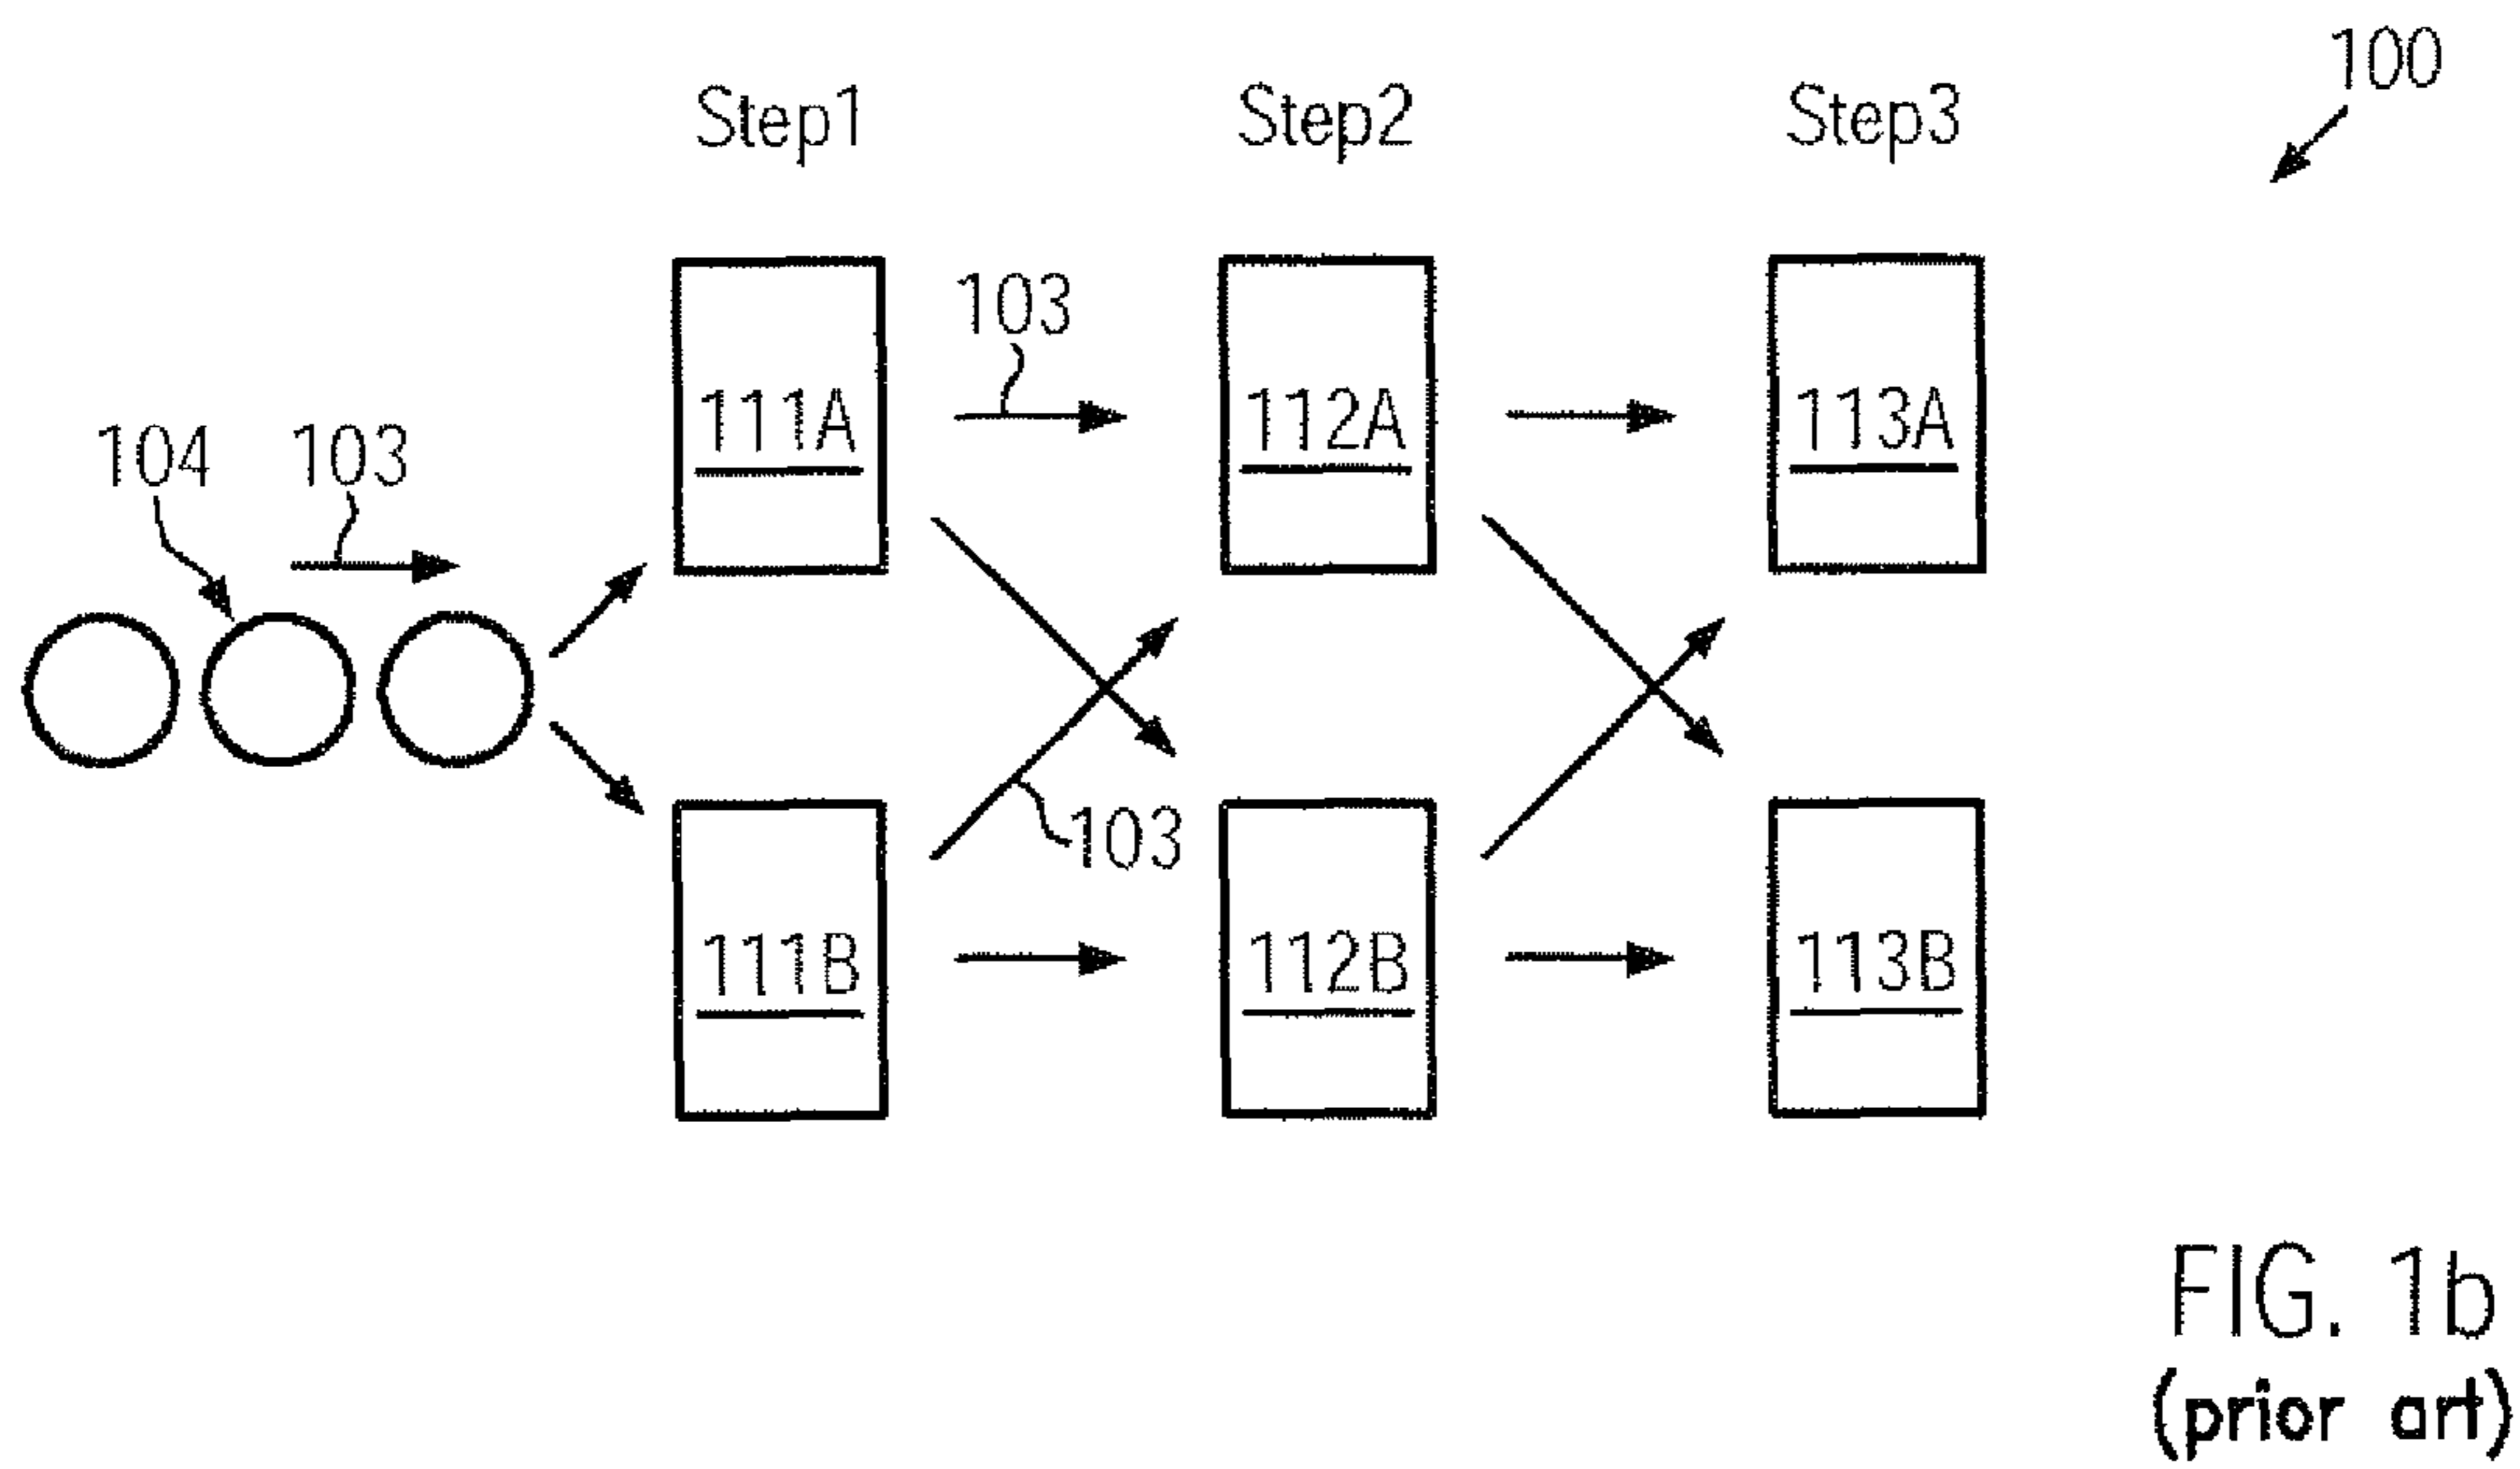 100
Step1 Step2 Step3
103
111A 112A 113A
104 103
103
111B 112B 113B
FIG. 1b
(prior art)